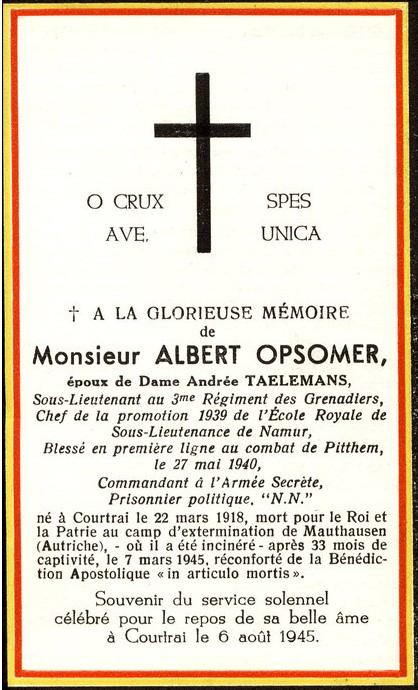 O CRUX SPES
AVE, UNICA
† A LA GLORIEUSE MÉMOIRE
de
Monsieur ALBERT OPSOMER,
époux de Dame Andrée TAELEMANS,
Sous-Lieutenant au 3me Régiment des Grenadiers,
Chef de la promotion 1939 de l'École Royale de
Sous-Lieutenance de Namur,
Blessé en première ligne au combat de Pitthem,
le 27 mai 1940,
Commandant à l'Armée Secrète,
Prisonnier politique, "N.N."
né à Courtrai le 22 mars 1918, mort pour le Roi et
la Patrie au camp d'extermination de Mauthausen
(Autriche), - où il a été incinéré - après 33 mois de
captivité, le 7 mars 1945, réconforté de la Bénédic-
tion Apostolique « in articulo mortis ».
Souvenir du service solennel
célébré pour le repos de sa belle âme
à Courtrai le 6 août 1945.